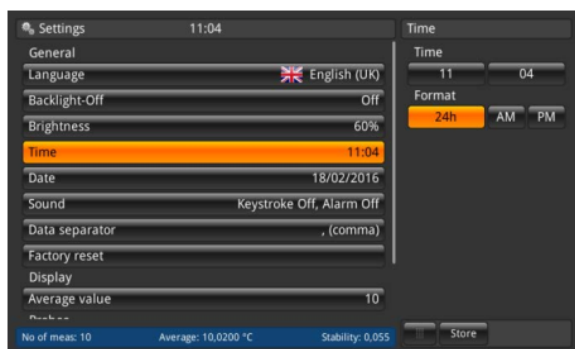 Settings 11:04
General
Language English (UK)
Backlight-Off Off
Brightness 60%
Time 11:04
Date 18/02/2016
Sound Keystroke Off, Alarm Off
Data separator , (comma)
Factory reset
Display
Average value 10
No of meas: 10 Average: 10,0200 °C Stability: 0,055
Time
Time
11 04
Format
24h AM PM
Store